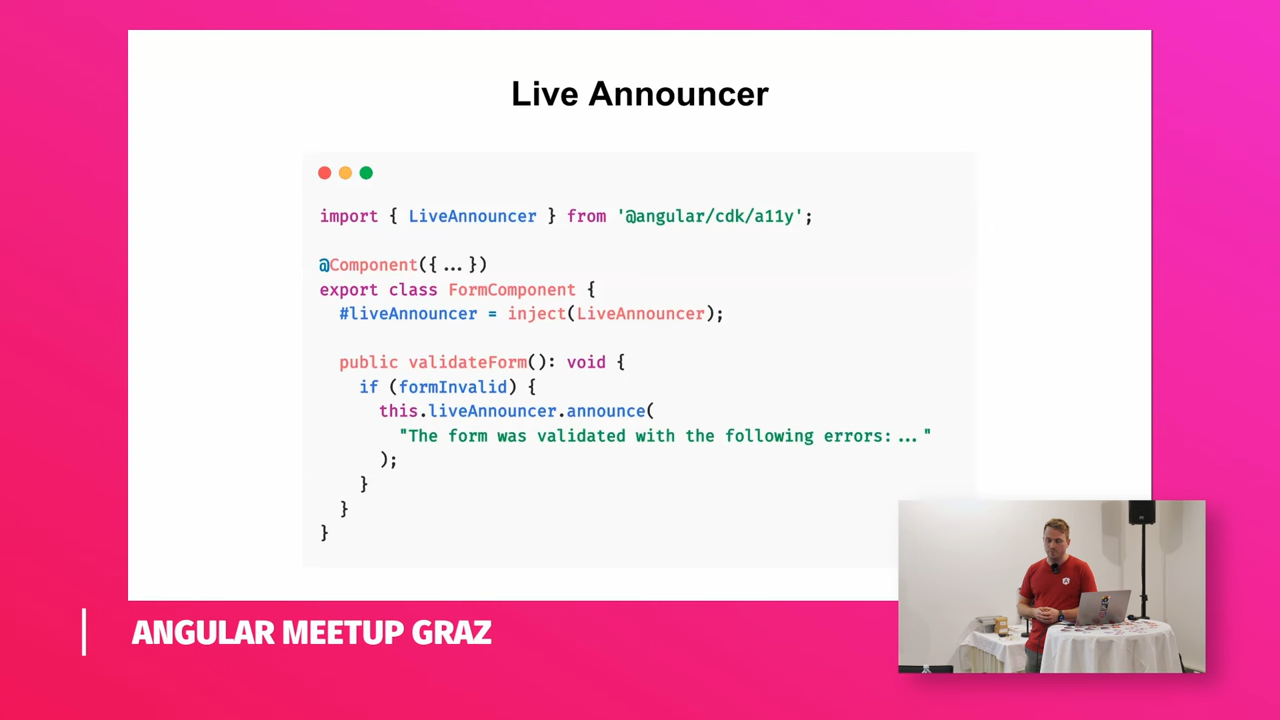 Live Announcer
import { LiveAnnouncer } from '@angular/cdk/a11y';
@Component({...})
export class FormComponent {
#liveAnnouncer = inject(LiveAnnouncer);
public validateForm(): void {
if (formInvalid) {
this.liveAnnouncer.announce(
"The form was validated with the following errors:..."
);
}
}
}
ANGULAR MEETUP GRAZ